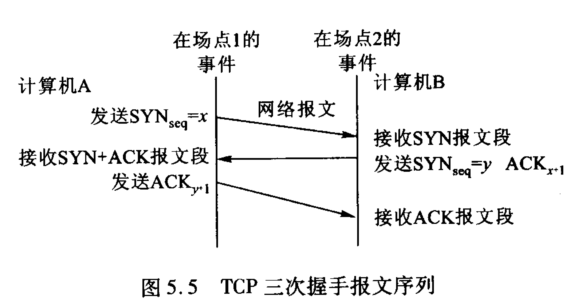 在场点1的
事件
在场点2的
事件
计算机A
计算机B
发送SYNseq=x
网络报文
接收SYN报文段
接收SYN+ACK报文段
发送SYNseq=y ACKx+1
发送ACKy+1
接收ACK报文段
图 5.5 TCP 三次握手报文序列